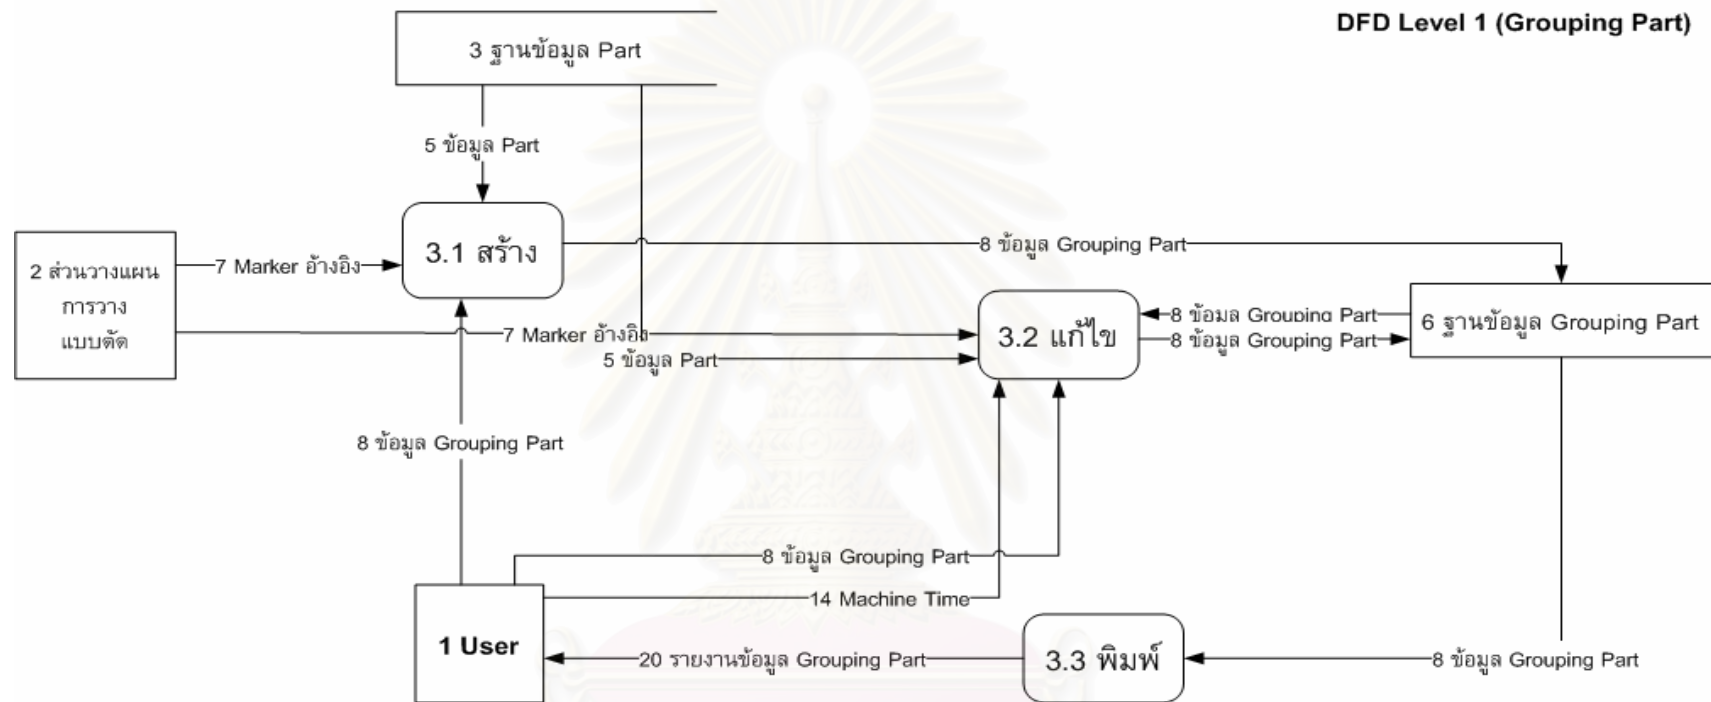 DFD Level 1 (Grouping Part)
3 ฐานข้อมูล Part
5 ข้อมูล Part
3.1 สร้าง
8 ข้อมูล Grouping Part
2 ส่วนวางแผน
การวาง
แบบตัด
7 Marker อ้างอิง
7 Marker อ้างอิง
5 ข้อมูล Part
3.2 แก้ไข
8 ข้อมูล Grouping Part
8 ข้อมูล Grouping Part
6 ฐานข้อมูล Grouping Part
8 ข้อมูล Grouping Part
8 ข้อมูล Grouping Part
14 Machine Time
1 User
20 รายงานข้อมูล Grouping Part
3.3 พิมพ์
8 ข้อมูล Grouping Part